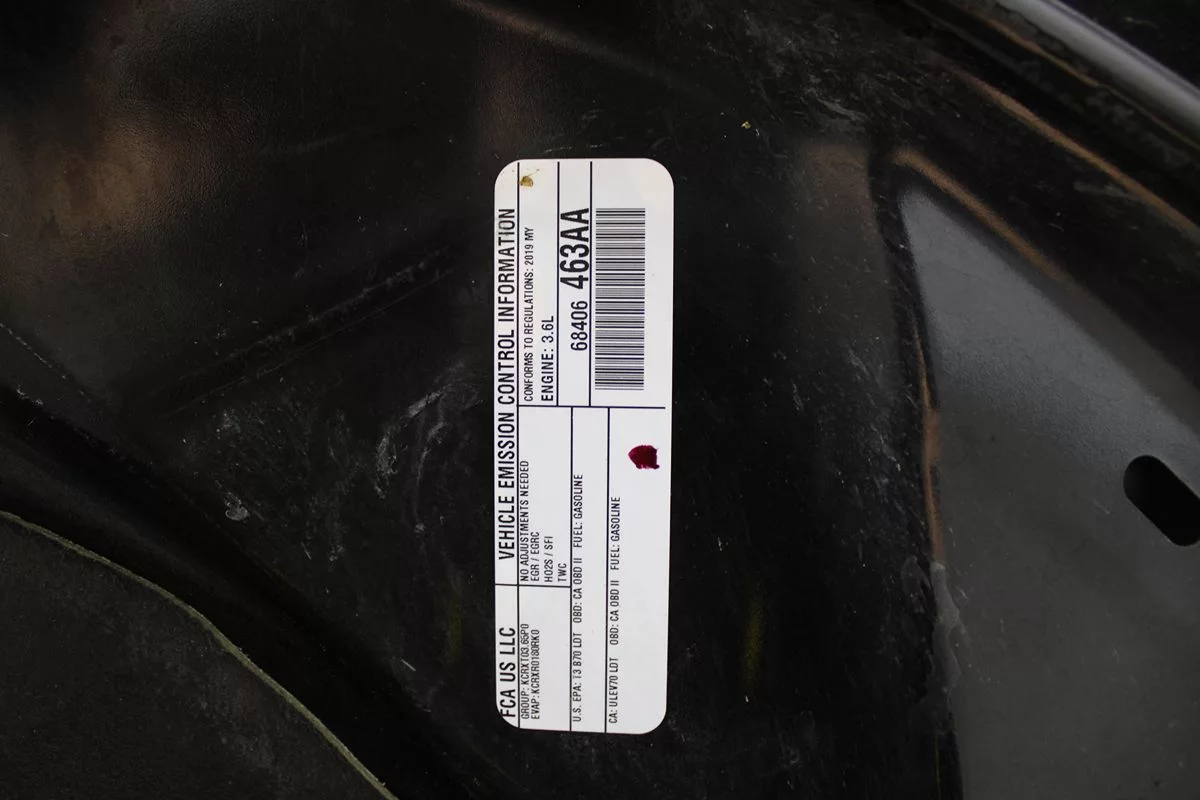 FCA US LLC
VEHICLE EMISSION CONTROL INFORMATION
GROUP: KCRXT03.65P0
EVAP: KCRXR0180RK0
NO ADJUSTMENTS NEEDED
EGR / EGRC
HO2S / SFI
TWC
CONFORMS TO REGULATIONS: 2019 MY
ENGINE: 3.6L
68406 463AA
U.S. EPA: T3 B70 LDT OBD: CA OBD II FUEL: GASOLINE
CA: ULEV70 LDT OBD: CA OBD II FUEL: GASOLINE